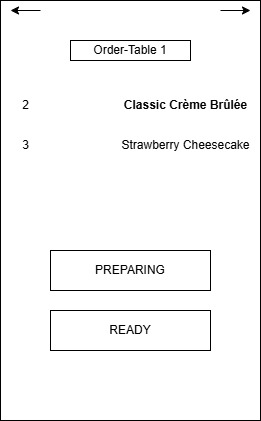 Order-Table 1
2 Classic Crème Brûlée
3 Strawberry Cheesecake
PREPARING
READY